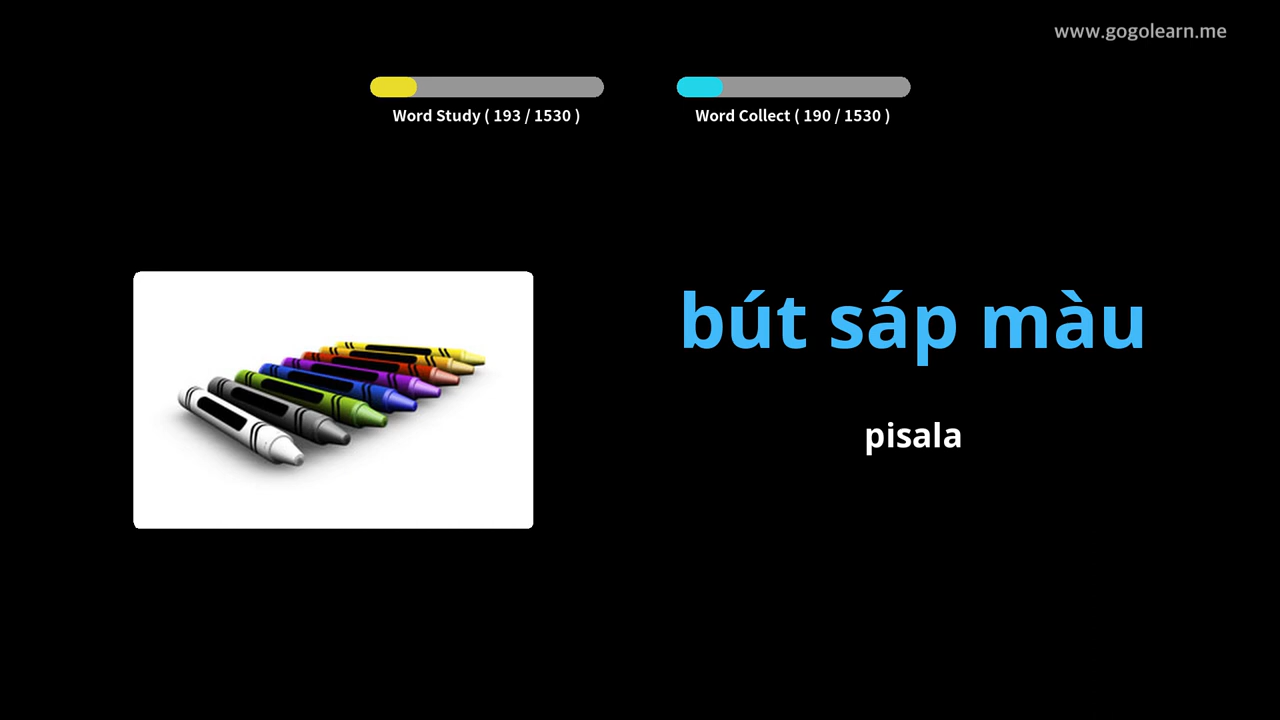 www.gogolearn.me
Word Study ( 193 / 1530 )
Word Collect ( 190 / 1530 )
bút sáp màu
pisala